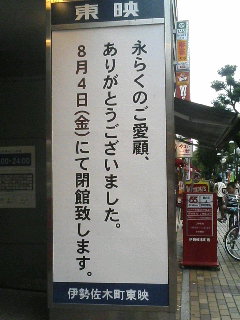 東映
永らくのご愛顧、
ありがとうございました。
8月4日(金)にて閉館致します。
伊勢佐木町東映